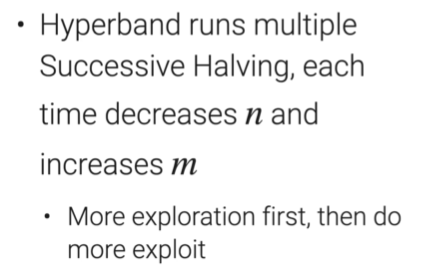 • Hyperband runs multiple
Successive Halving, each
time decreases n and
increases m
• More exploration first, then do
more exploit